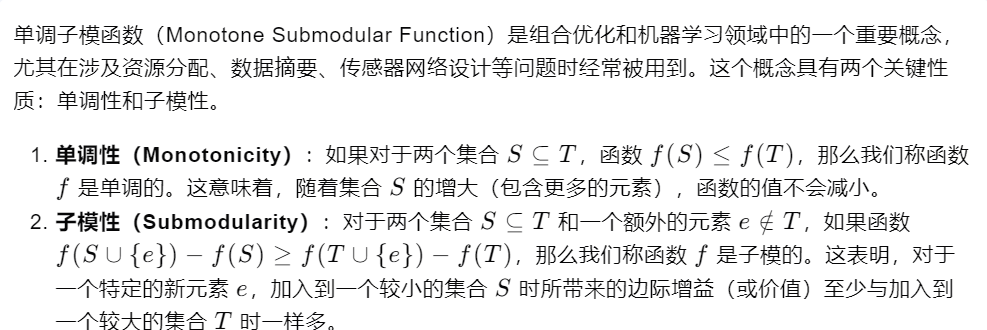 单调子模函数（Monotone Submodular Function）是组合优化和机器学习领域中的一个重要概念，
尤其在涉及资源分配、数据摘要、传感器网络设计等问题时经常被用到。这个概念具有两个关键性
质：单调性和子模性。
1. 单调性（Monotonicity）：如果对于两个集合 S ⊆ T，函数 f(S) ≤ f(T)，那么我们称函数
f 是单调的。这意味着，随着集合 S 的增大（包含更多的元素），函数的值不会减小。
2. 子模性（Submodularity）：对于两个集合 S ⊆ T 和一个额外的元素 e ∉ T，如果函数
f(S ∪ {e}) − f(S) ≥ f(T ∪ {e}) − f(T)，那么我们称函数 f 是子模的。这表明，对于
一个特定的新元素 e，加入到一个较小的集合 S 时所带来的边际增益（或价值）至少与加入到
一个较大的集合 T 时一样多。